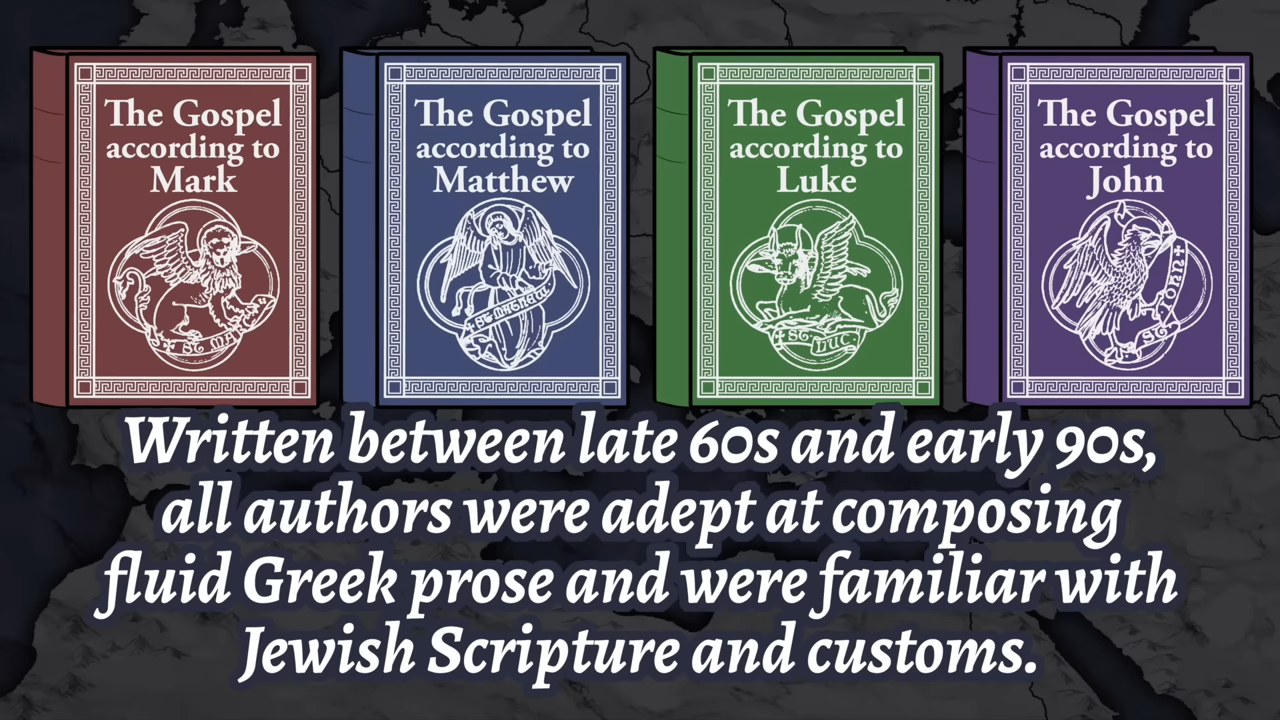 The Gospel
according to
Mark
The Gospel
according to
Matthew
The Gospel
according to
Luke
The Gospel
according to
John
Written between late 60s and early 90s,
all authors were adept at composing
fluid Greek prose and were familiar with
Jewish Scripture and customs.